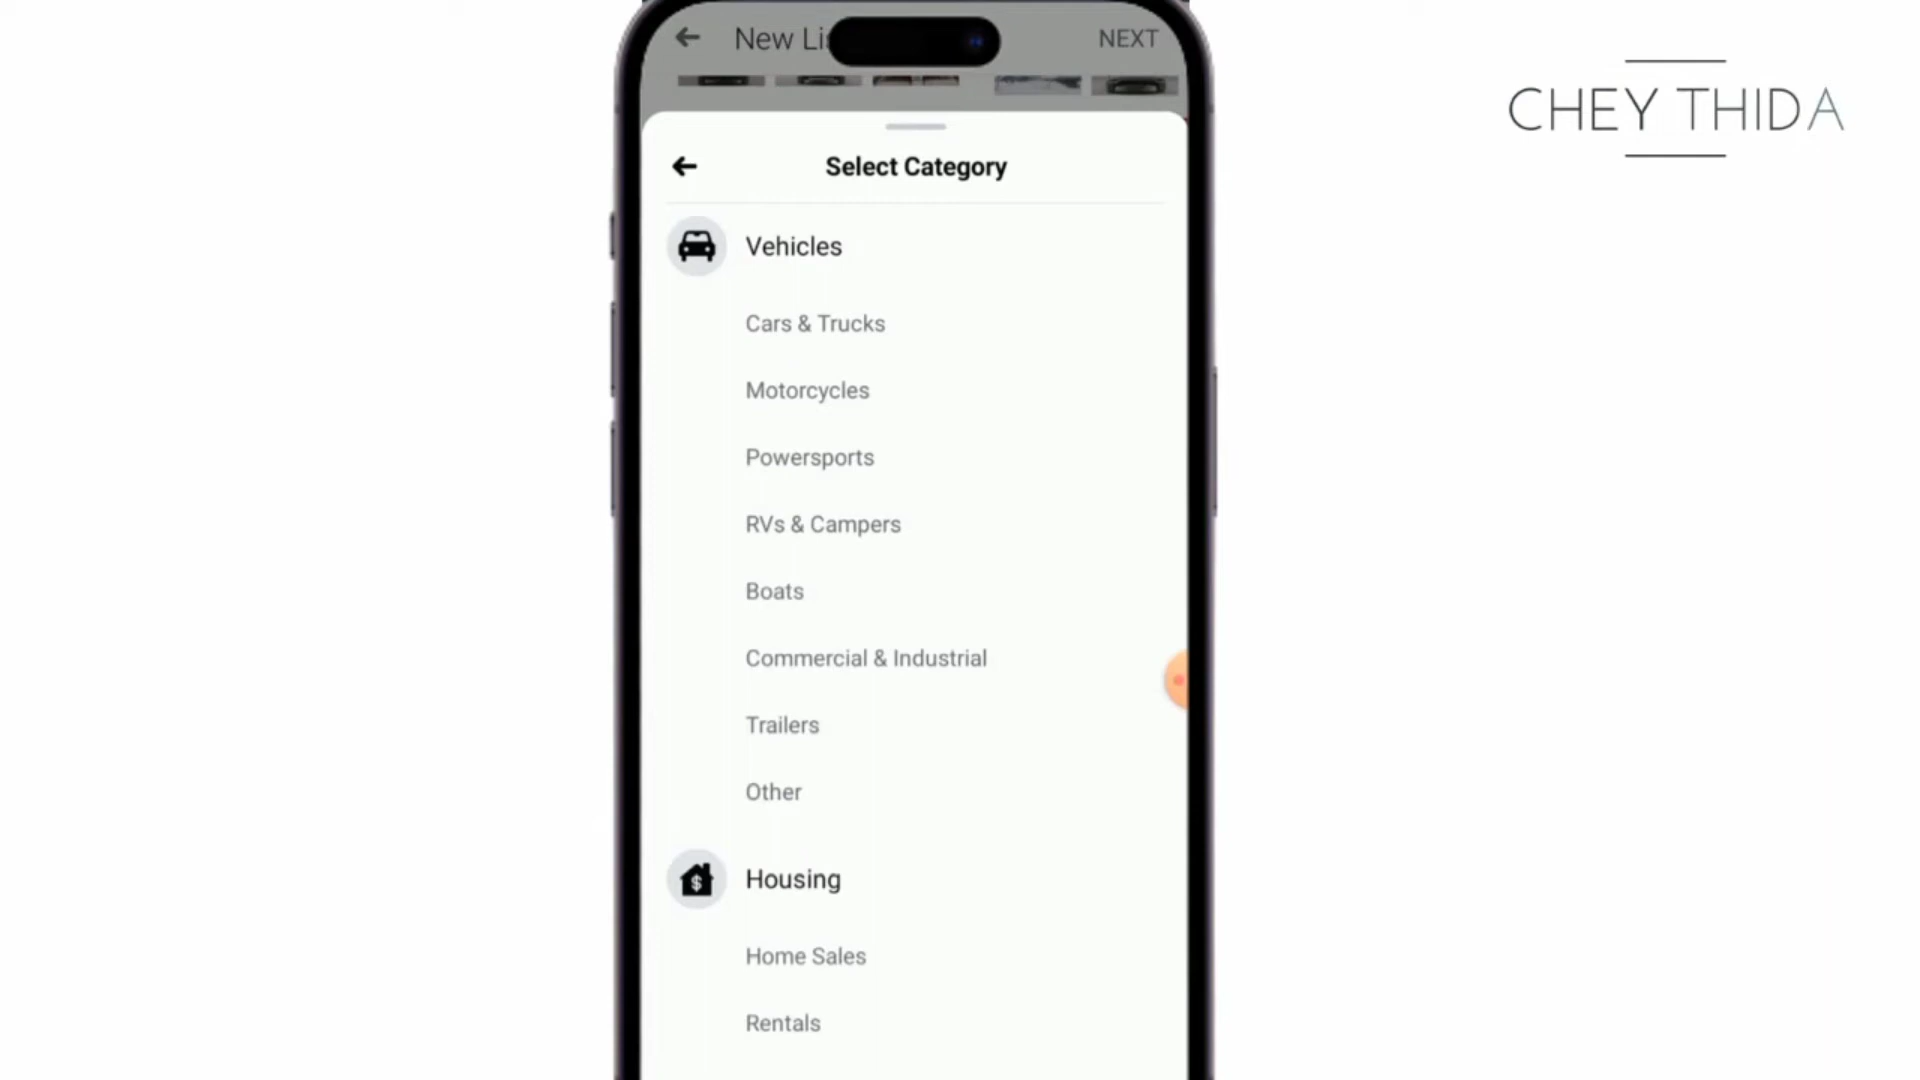 New Li
NEXT
CHEY THIDA
Select Category
Vehicles
Cars & Trucks
Motorcycles
Powersports
RVs & Campers
Boats
Commercial & Industrial
Trailers
Other
$
Housing
Home Sales
Rentals